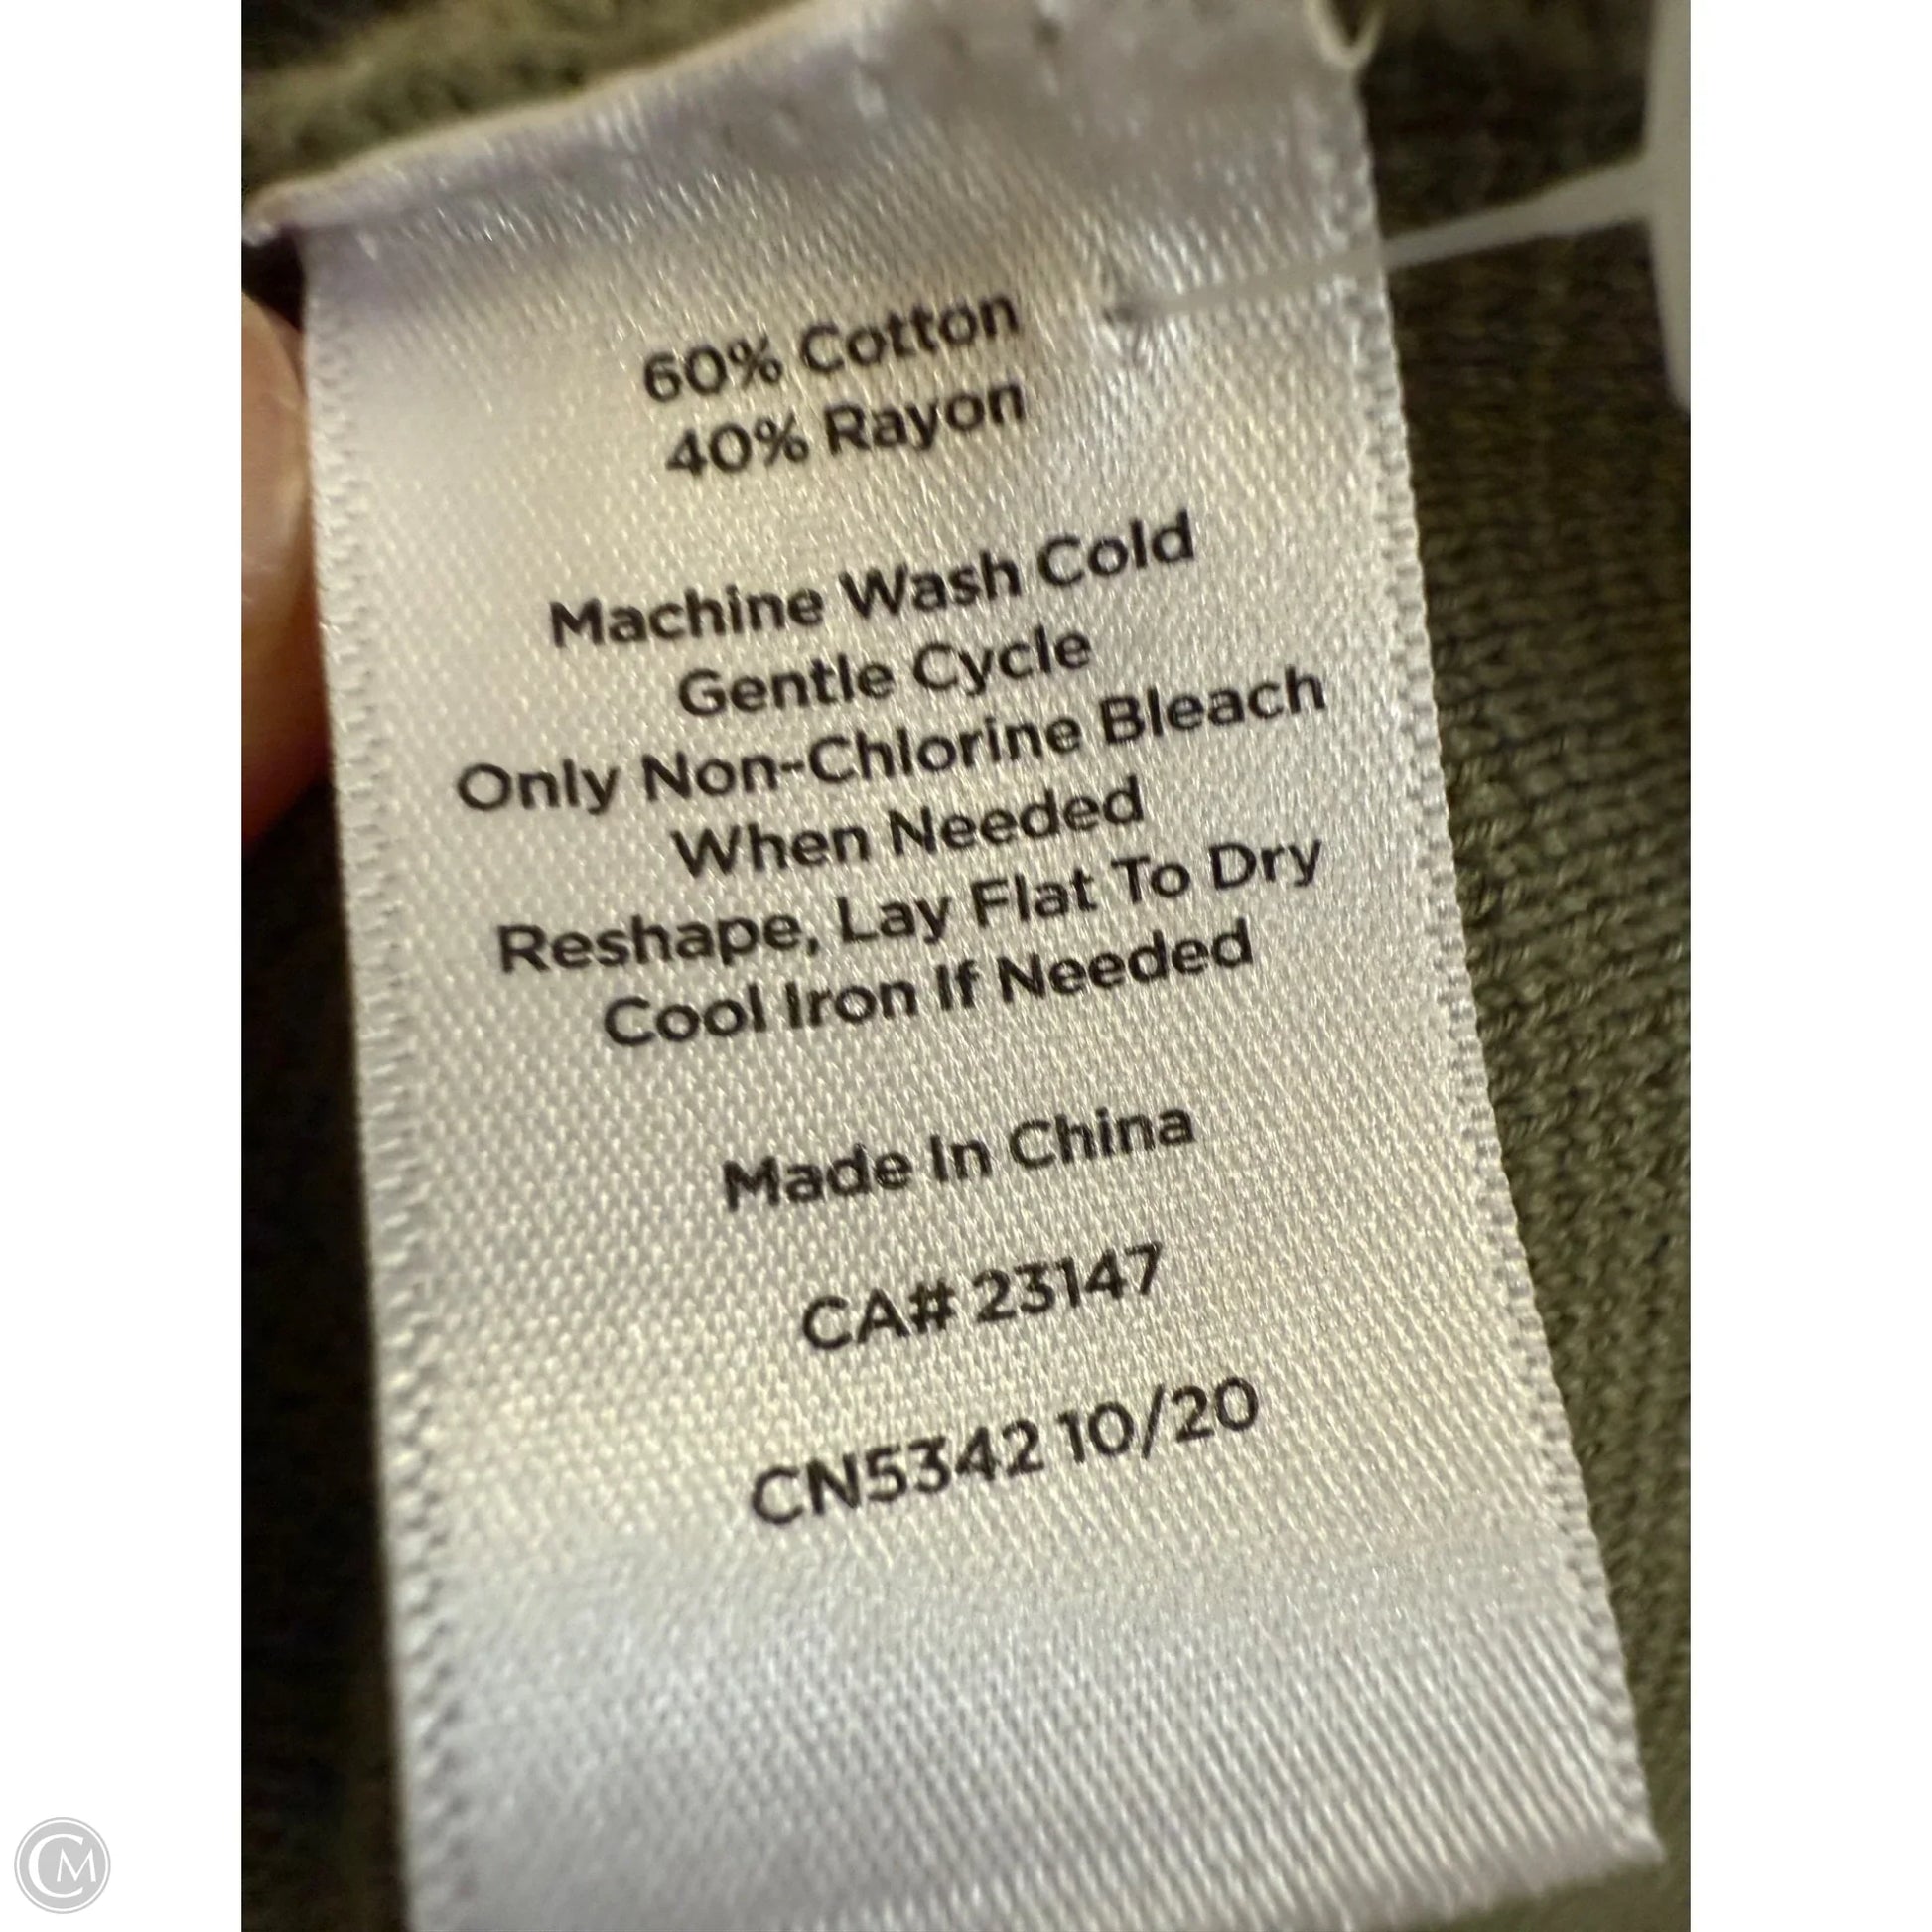 60% Cotton
40% Rayon
Machine Wash Cold
Gentle Cycle
Only Non-Chlorine Bleach
When Needed
Reshape, Lay Flat To Dry
Cool Iron If Needed
Made In China
CA# 23147
CN5342 10/20
CM